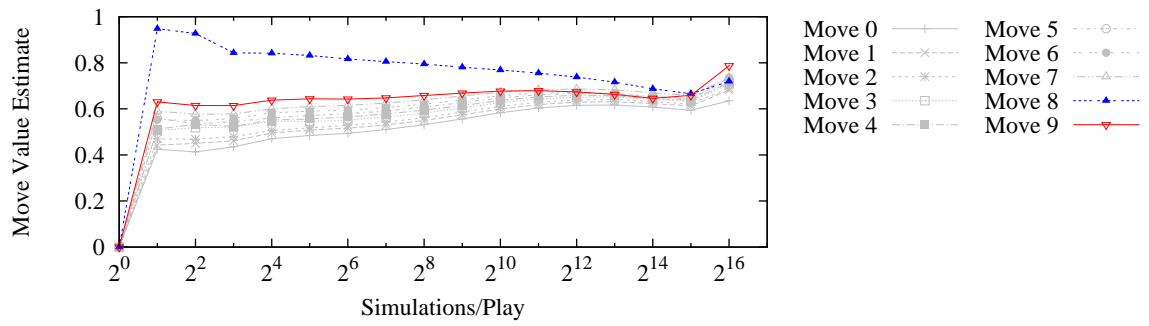 Move Value Estimate
1
0.8
0.6
0.4
0.2
0
2^0 2^2 2^4 2^6 2^8 2^10 2^12 2^14 2^16
Simulations/Play
Move 0
Move 1
Move 2
Move 3
Move 4
Move 5
Move 6
Move 7
Move 8
Move 9